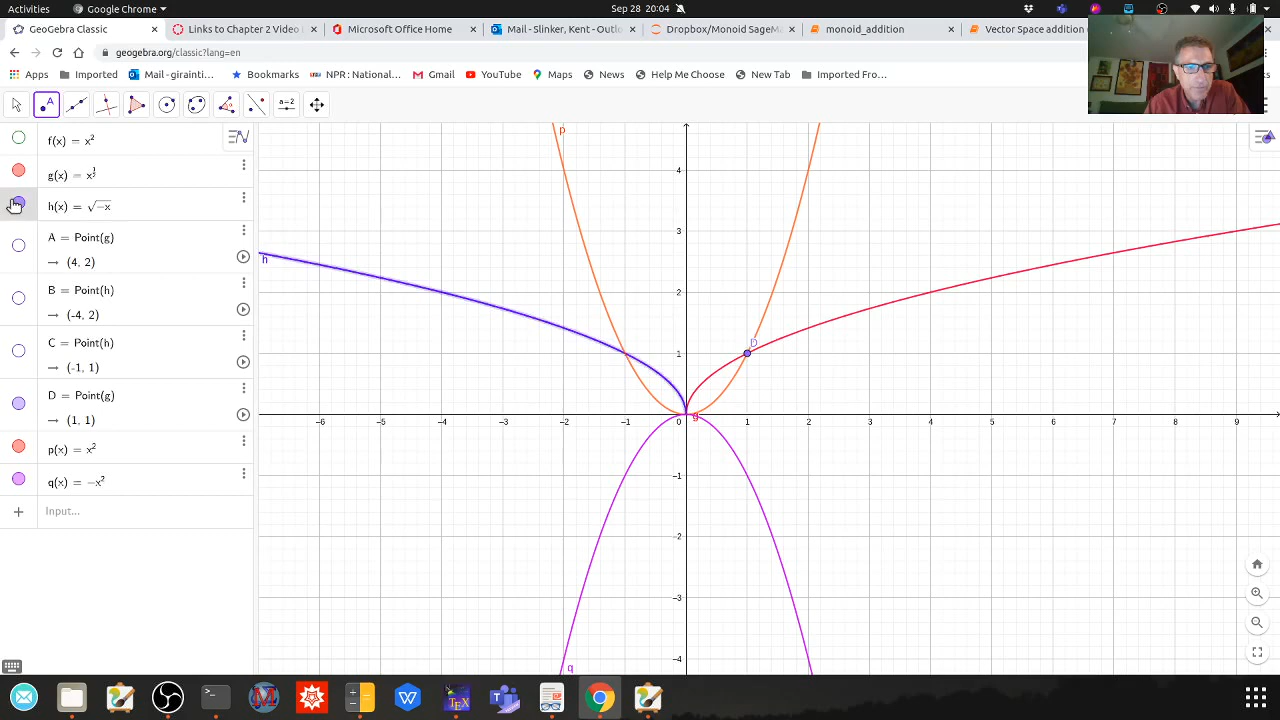 Activities
Google Chrome
Sep 28 20:04
GeoGebra Classic
Links to Chapter 2 Video
Microsoft Office Home
Mail - Slinker, Kent - Outlo
Dropbox/Monoid SageMa
monoid_addition
Vector Space addition
geogebra.org/classic?lang=en
Apps
Imported
Mail - girainti
Bookmarks
NPR : National…
Gmail
YouTube
Maps
News
Help Me Choose
New Tab
Imported Fro…
A
a=2
f(x) = x²
h(x) = √−x
A = Point(g)
→ (4, 2)
B = Point(h)
→ (-4, 2)
C = Point(h)
→ (-1, 1)
D = Point(g)
→ (1, 1)
p(x) = x²
q(x) = −x²
Input...
p
h
D
g
q
4
3
2
1
−1
−2
−3
−4
−6
−5
−4
−3
−2
−1
0
1
2
3
4
5
6
7
8
9